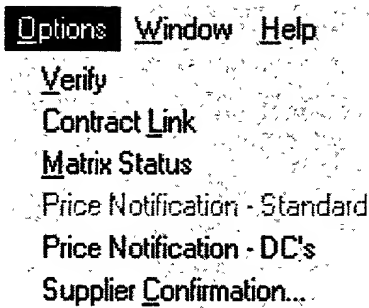 Options Window Help
Verify
Contract Link
Matrix Status
Price Notification - Standard
Price Notification - DC's
Supplier Confirmation...